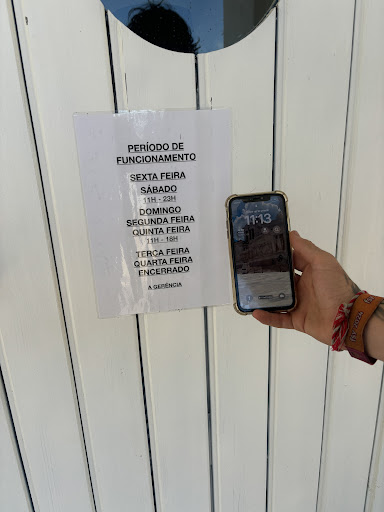 PERÍODO DE
FUNCIONAMENTO
SEXTA FEIRA
SÁBADO
11H - 23H
DOMINGO
SEGUNDA FEIRA
QUINTA FEIRA
11H - 18H
TERÇA FEIRA
QUARTA FEIRA
ENCERRADO
A GERÊNCIA
11:13